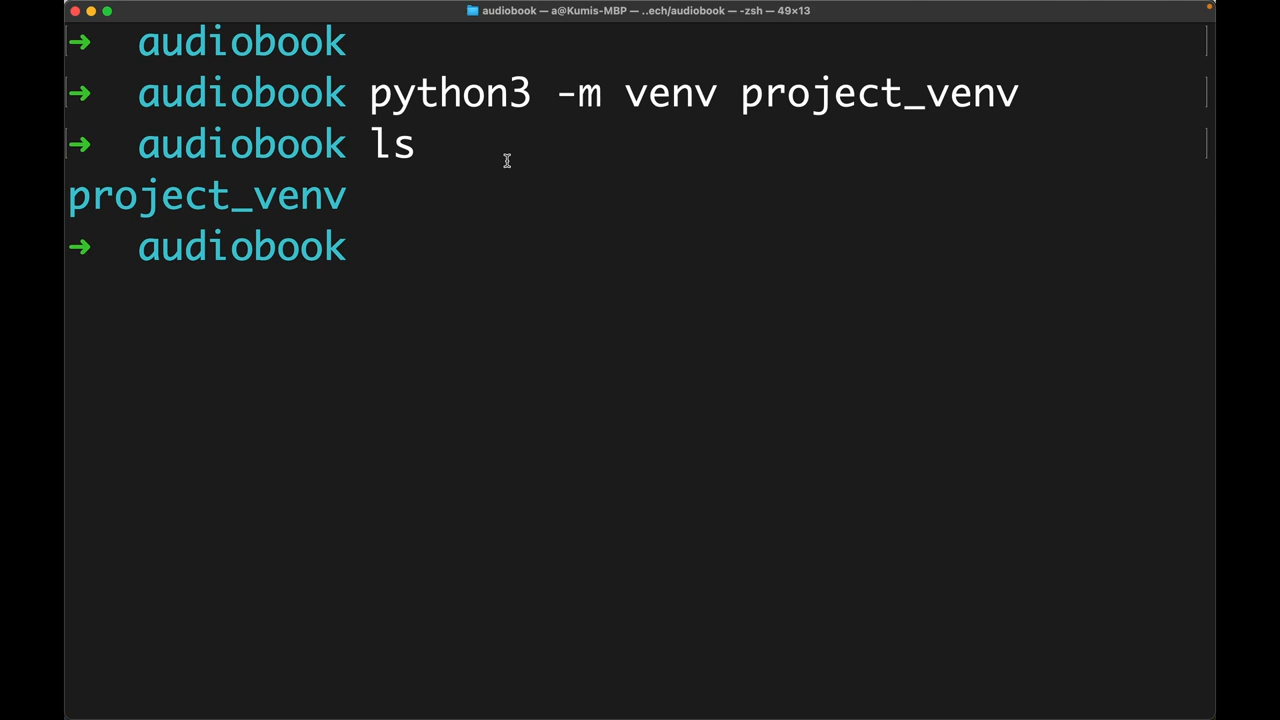 audiobook — a@Kumis-MBP — ..ech/audiobook — -zsh — 49×13
➜ audiobook
➜ audiobook python3 -m venv project_venv
➜ audiobook ls
project_venv
➜ audiobook